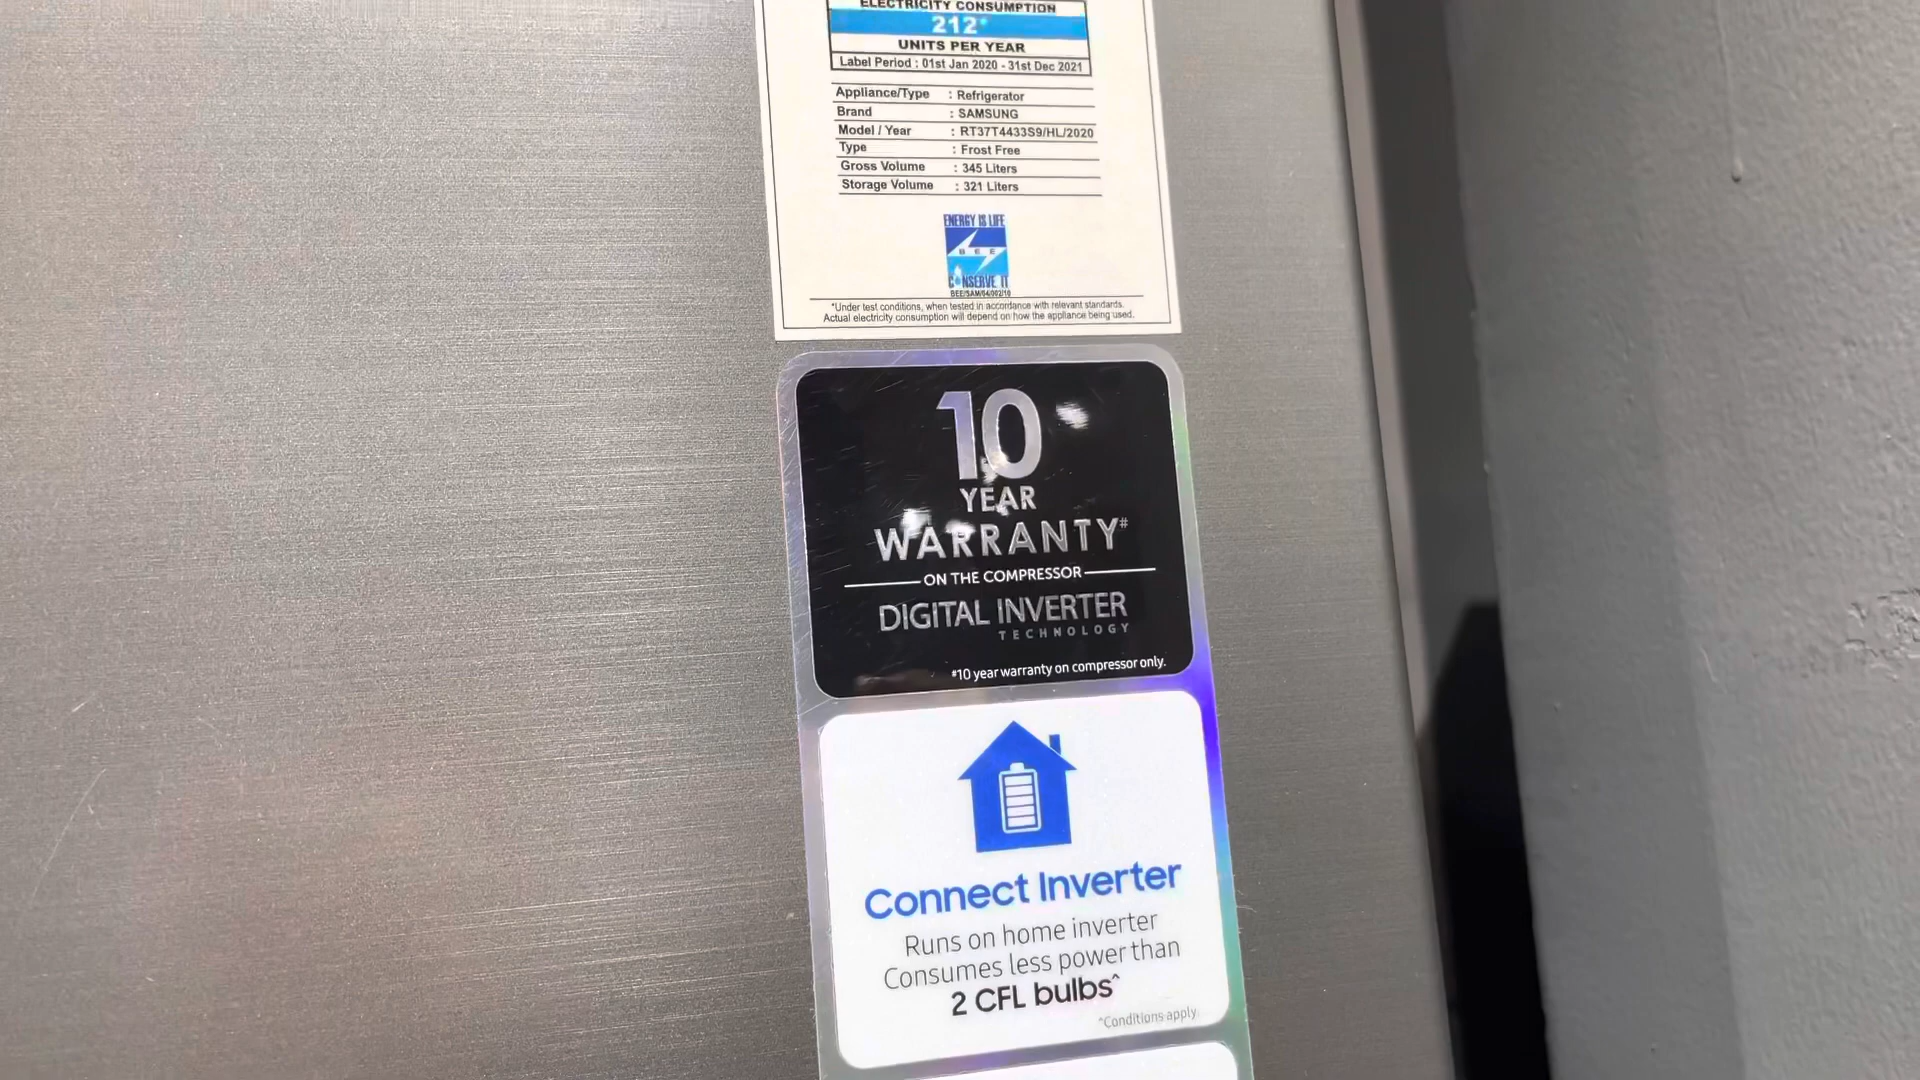 ELECTRICITY CONSUMPTION
212*
UNITS PER YEAR
Label Period : 01st Jan 2020 - 31st Dec 2021
Appliance/Type : Refrigerator
Brand : SAMSUNG
Model / Year : RT37T4433S9/HL/2020
Type : Frost Free
Gross Volume : 345 Liters
Storage Volume : 321 Liters
ENERGY IS LIFE
BEE
CONSERVE IT
*Under test conditions, when tested in accordance with relevant standards.
Actual electricity consumption will depend on how the appliance being used.
10
YEAR
WARRANTY#
ON THE COMPRESSOR
DIGITAL INVERTER
TECHNOLOGY
#10 year warranty on compressor only.
Connect Inverter
Runs on home inverter
Consumes less power than
2 CFL bulbs^
^Conditions apply.